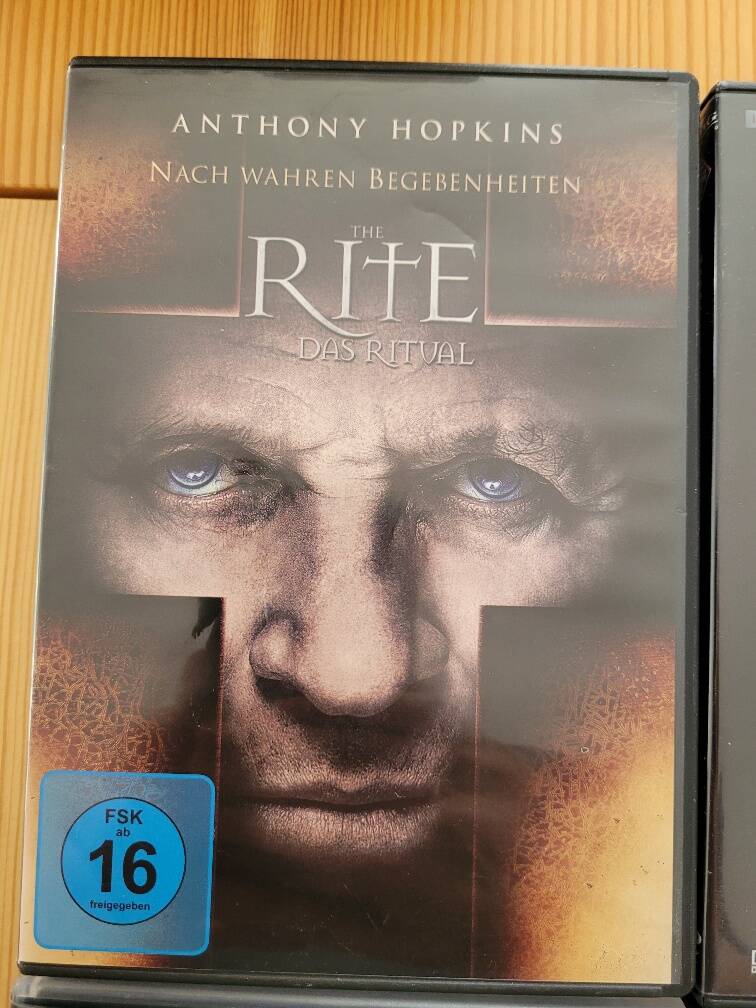 ANTHONY HOPKINS
NACH WAHREN BEGEBENHEITEN
THE
RITE
DAS RITUAL
FSK
ab
16
freigegeben